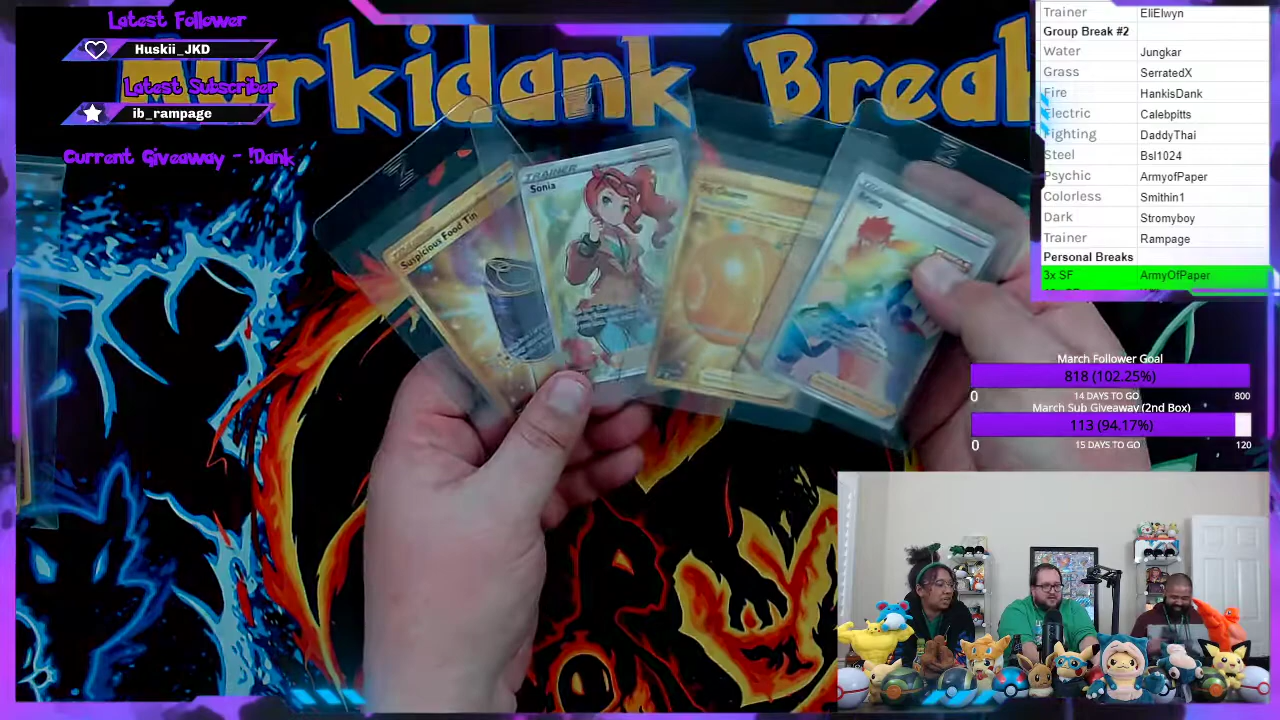 Latest Follower
Huskii_JKD
Latest Subscriber
ib_rampage
Current Giveaway - !Dank
urkidank Break
Trainer EliElwyn
Group Break #2
Water Jungkar
Grass SerratedX
Fire HankisDank
Electric Calebpitts
Fighting DaddyThai
Steel Bsl1024
Psychic ArmyofPaper
Colorless Smithin1
Dark Stromyboy
Trainer Rampage
Personal Breaks
3x SF ArmyOfPaper
March Follower Goal
818 (102.25%)
0 14 DAYS TO GO 800
March Sub Giveaway (2nd Box)
113 (94.17%)
0 15 DAYS TO GO 120
Suspicious Food Tin
TRAINER
Sonia